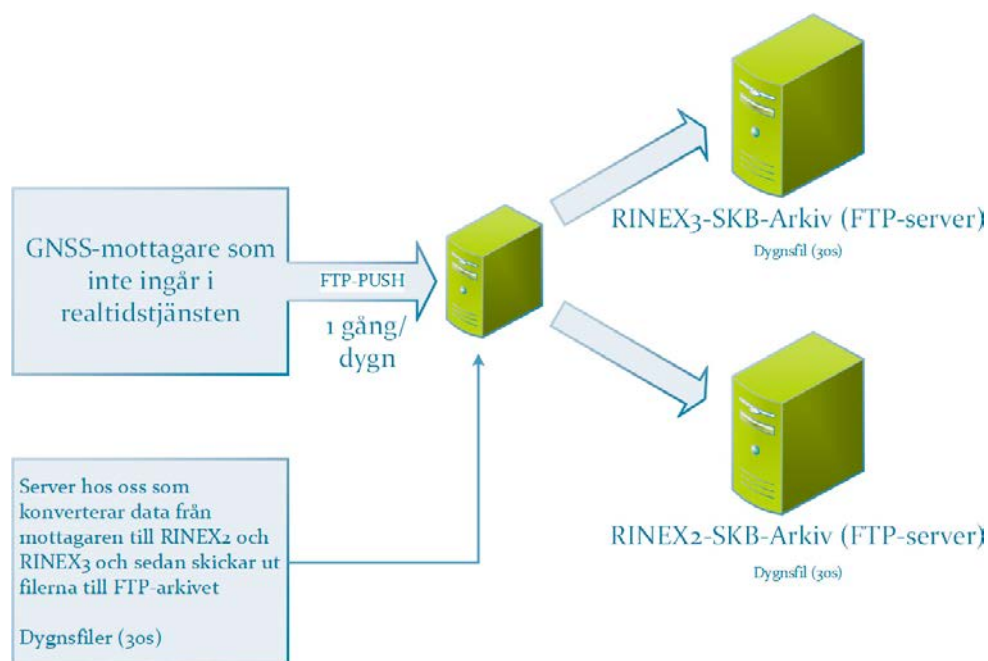 GNSS-mottagare som
inte ingår i
realtidstjänsten
FTP-PUSH
1 gång/
dygn
RINEX3-SKB-Arkiv (FTP-server)
Dygnsfil (30s)
Server hos oss som
konverterar data från
mottagaren till RINEX2 och
RINEX3 och sedan skickar ut
filerna till FTP-arkivet
Dygnsfiler (30s)
RINEX2-SKB-Arkiv (FTP-server)
Dygnsfil (30s)